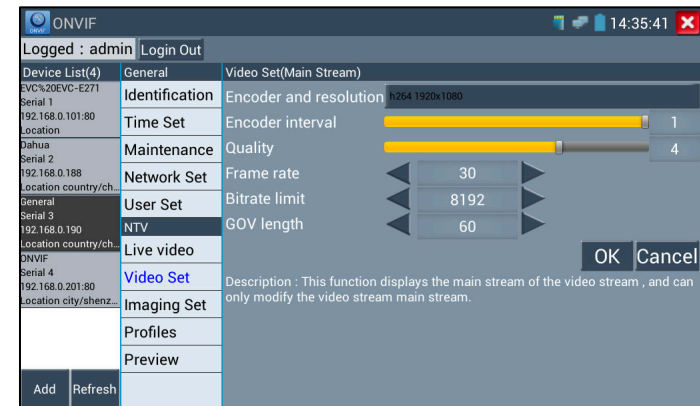 ONVIF
ONVIF
14:35:41
Logged : admin
Login Out
Device List(4)
EVC%20EVC-E271
Serial 1
192.168.0.101:80
Location
Dahua
Serial 2
192.168.0.188
Location country/ch...
General
Serial 3
192.168.0.190
Location country/ch...
ONVIF
Serial 4
192.168.0.201:80
Location city/shenz...
Add
Refresh
General
Identification
Time Set
Maintenance
Network Set
User Set
NTV
Live video
Video Set
Imaging Set
Profiles
Preview
Video Set(Main Stream)
Encoder and resolution h264 1920x1080
Encoder interval 1
Quality 4
Frame rate 30
Bitrate limit 8192
GOV length 60
OK Cancel
Description : This function displays the main stream of the video stream , and can
only modify the video stream main stream.